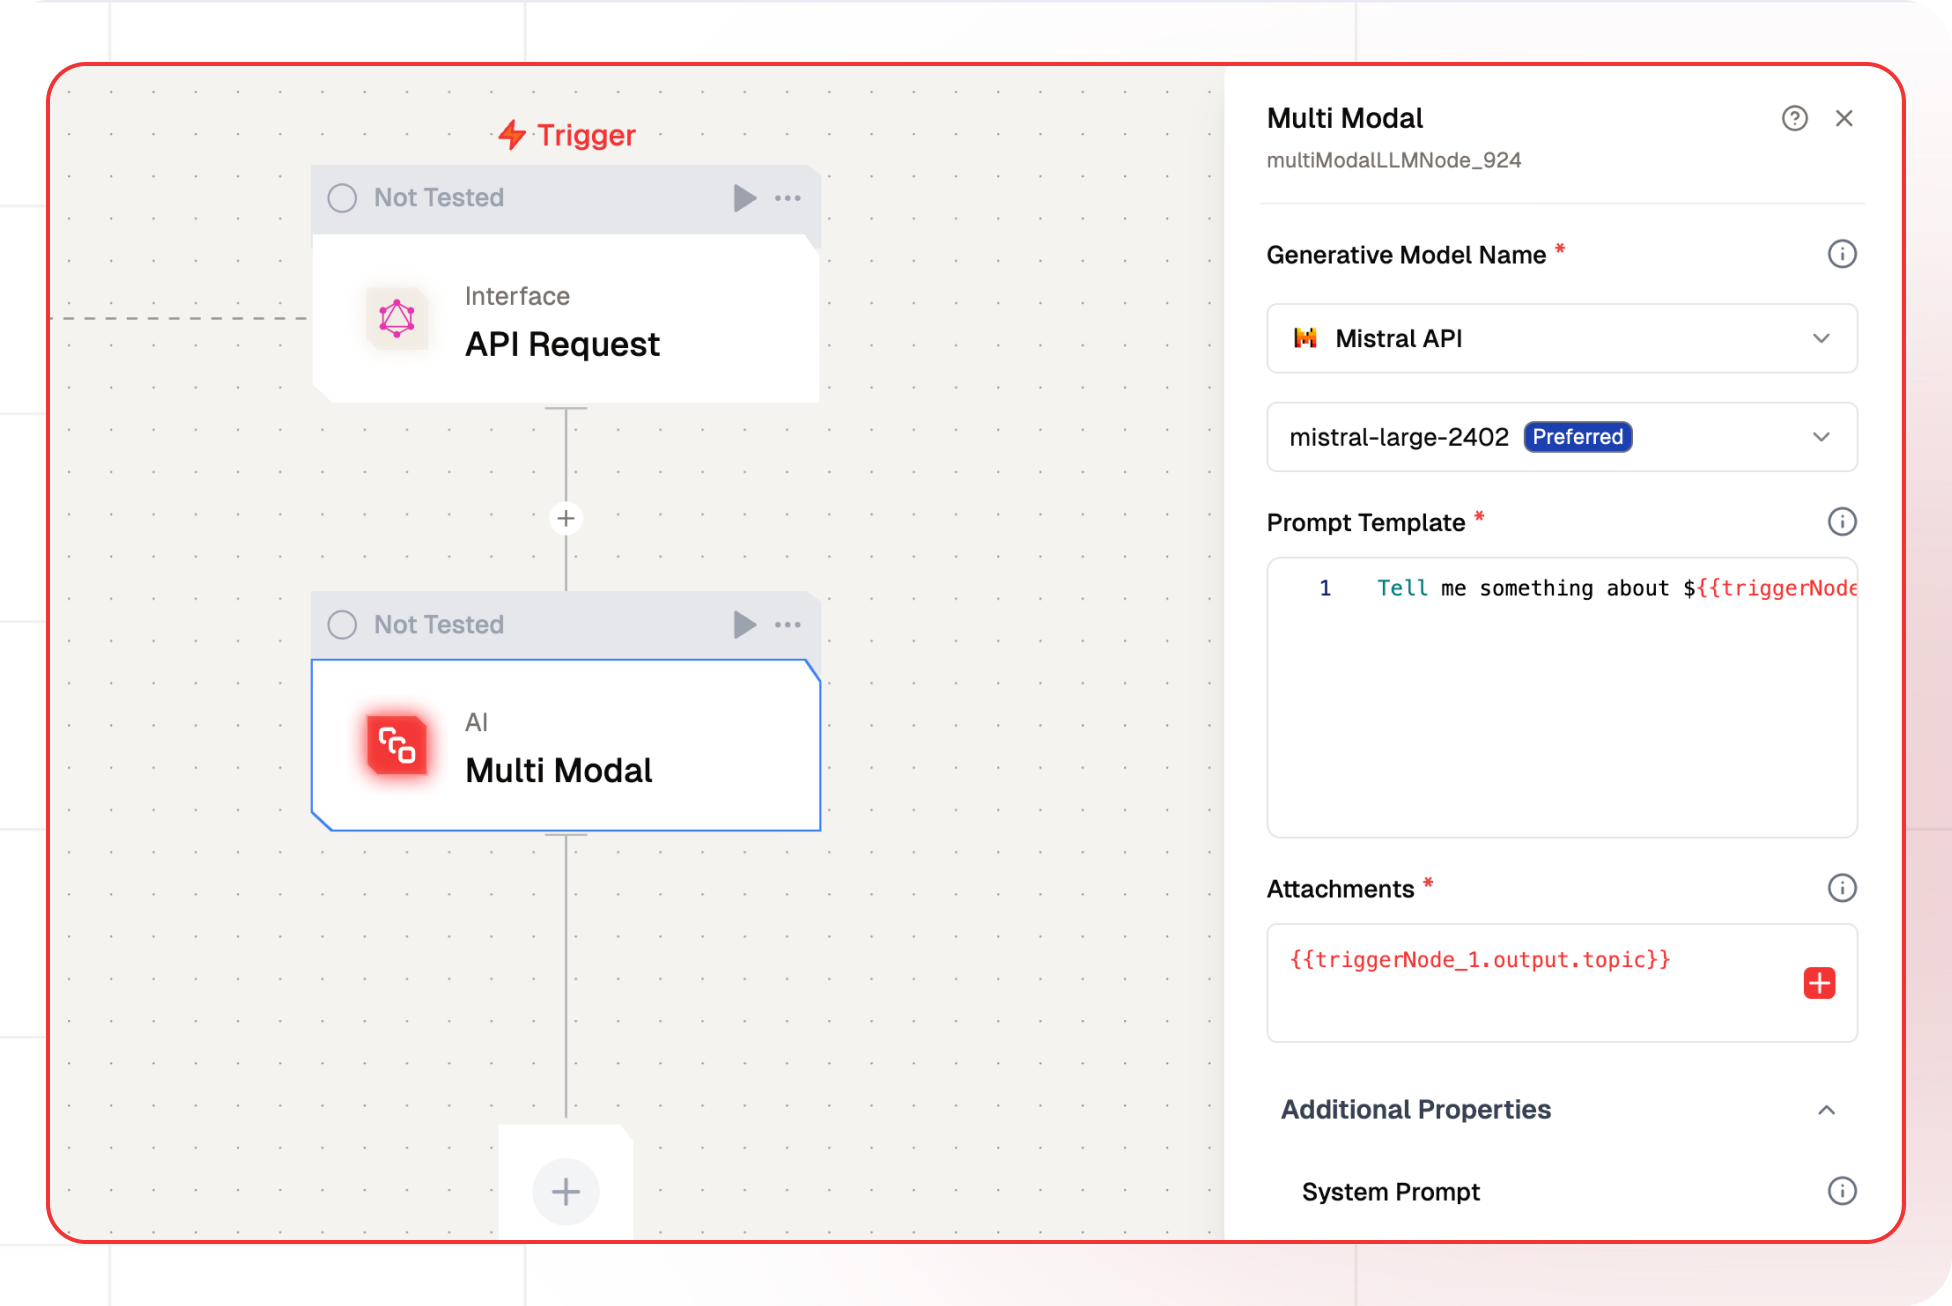 Trigger
Not Tested
Interface
API Request
Not Tested
AI
Multi Modal
Multi Modal
multiModalLLMNode_924
Generative Model Name *
Mistral API
mistral-large-2402 Preferred
Prompt Template *
1 Tell me something about ${{triggerNode
Attachments *
{{triggerNode_1.output.topic}}
Additional Properties
System Prompt